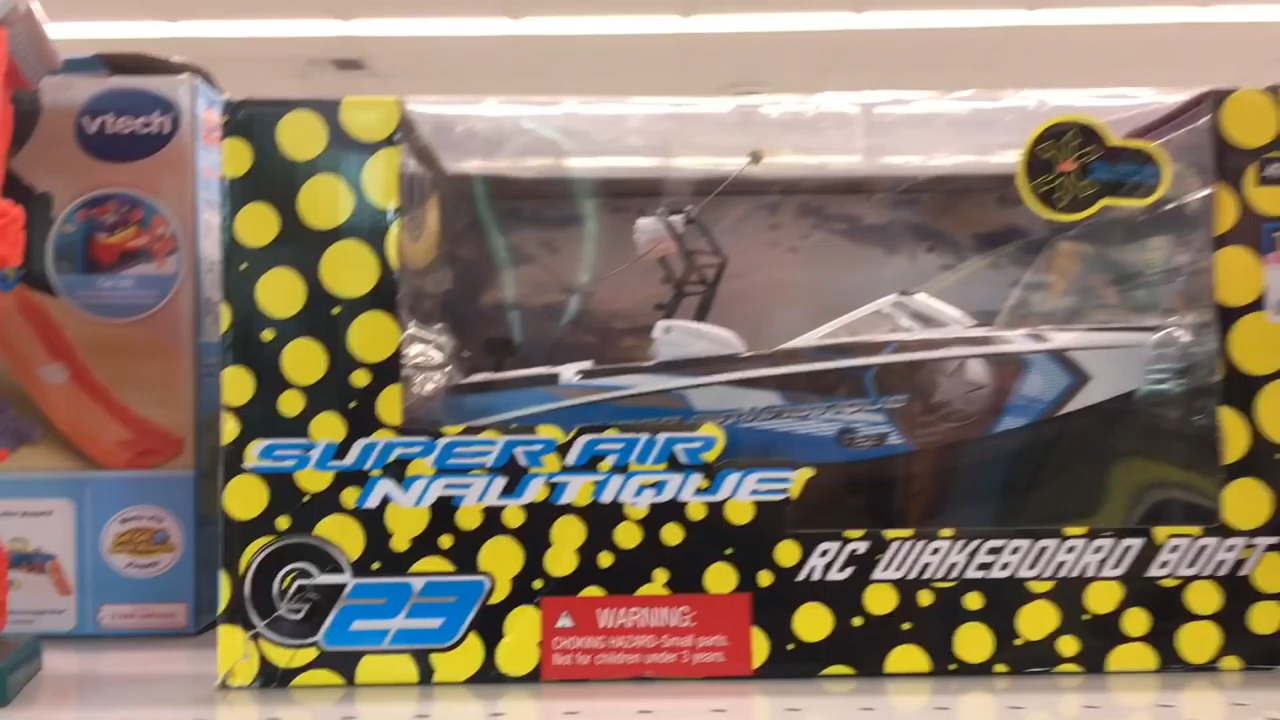 vtech
SUPER AIR
NAUTIQUE
G23
RC WAKEBOARD BOAT
WARNING:
CHOKING HAZARD-Small parts.
Not for children under 3 years.